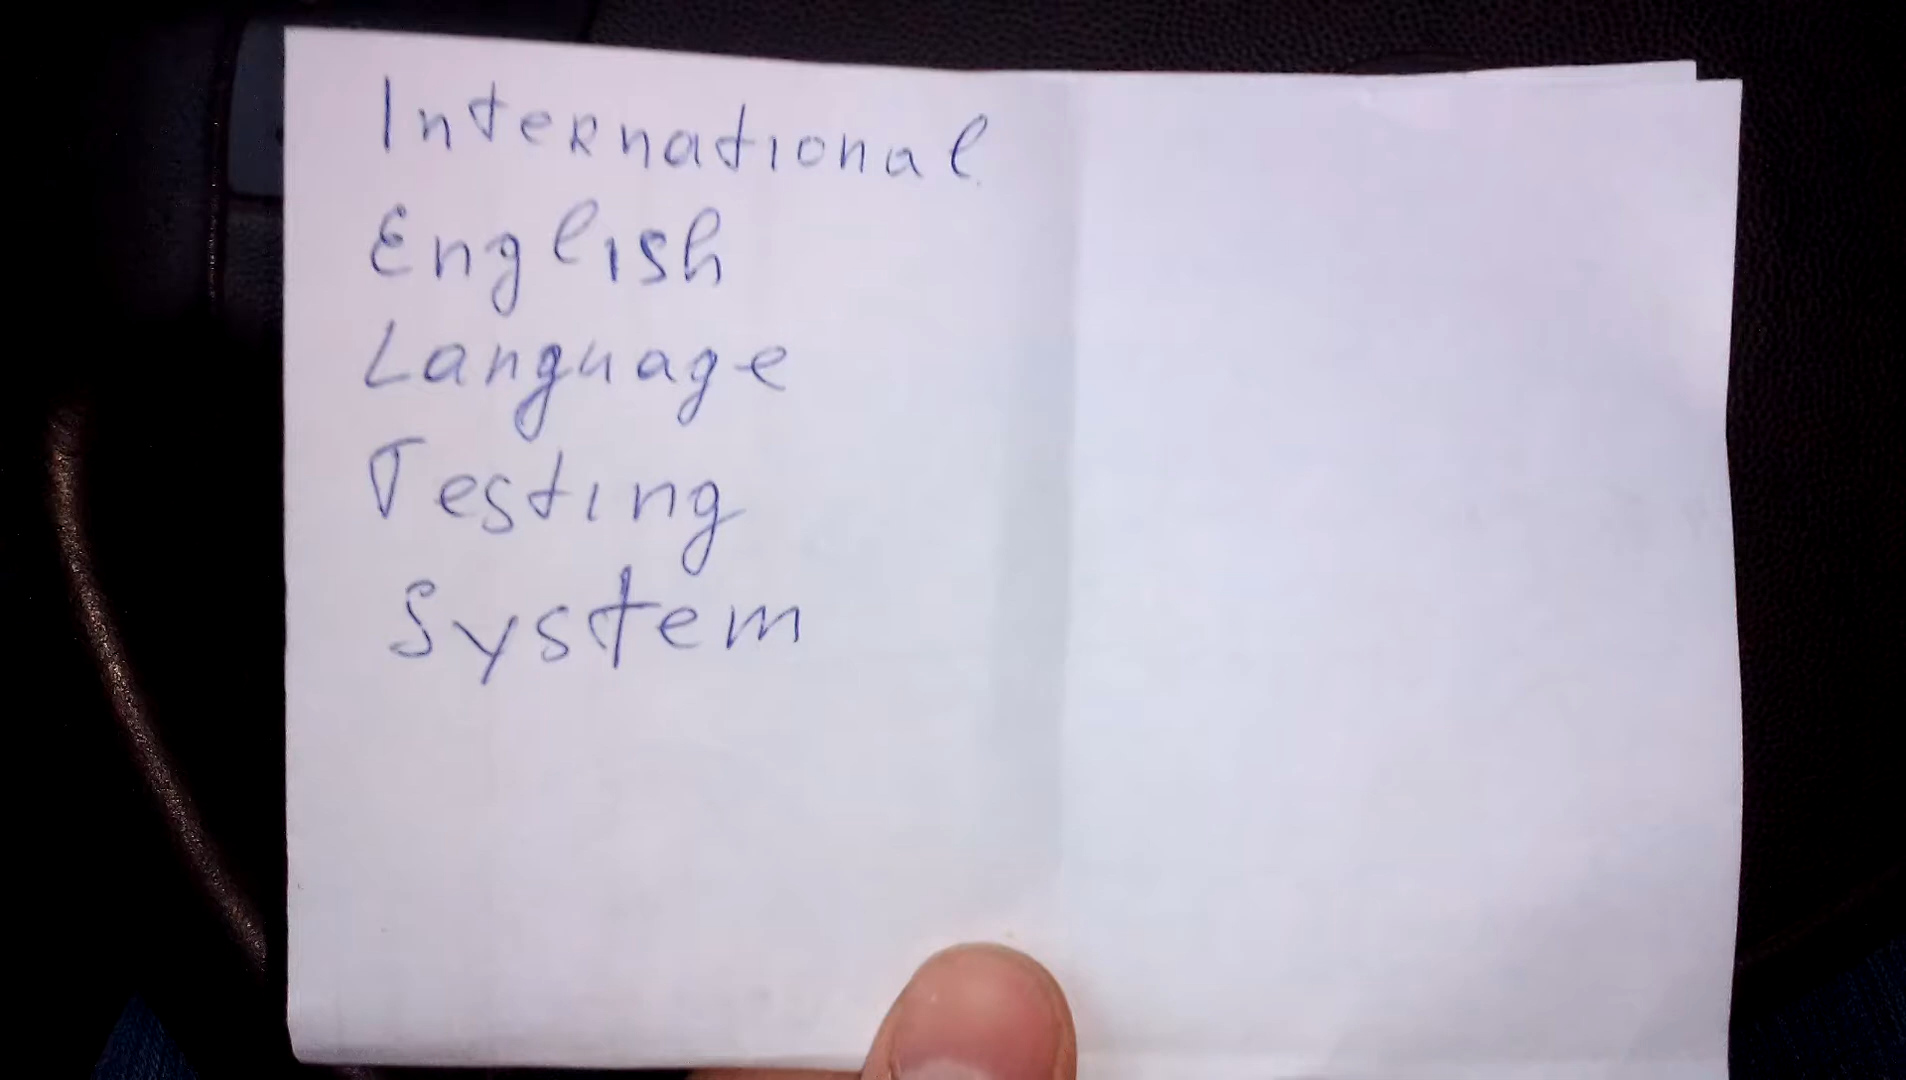 International
English
Language
Testing
System